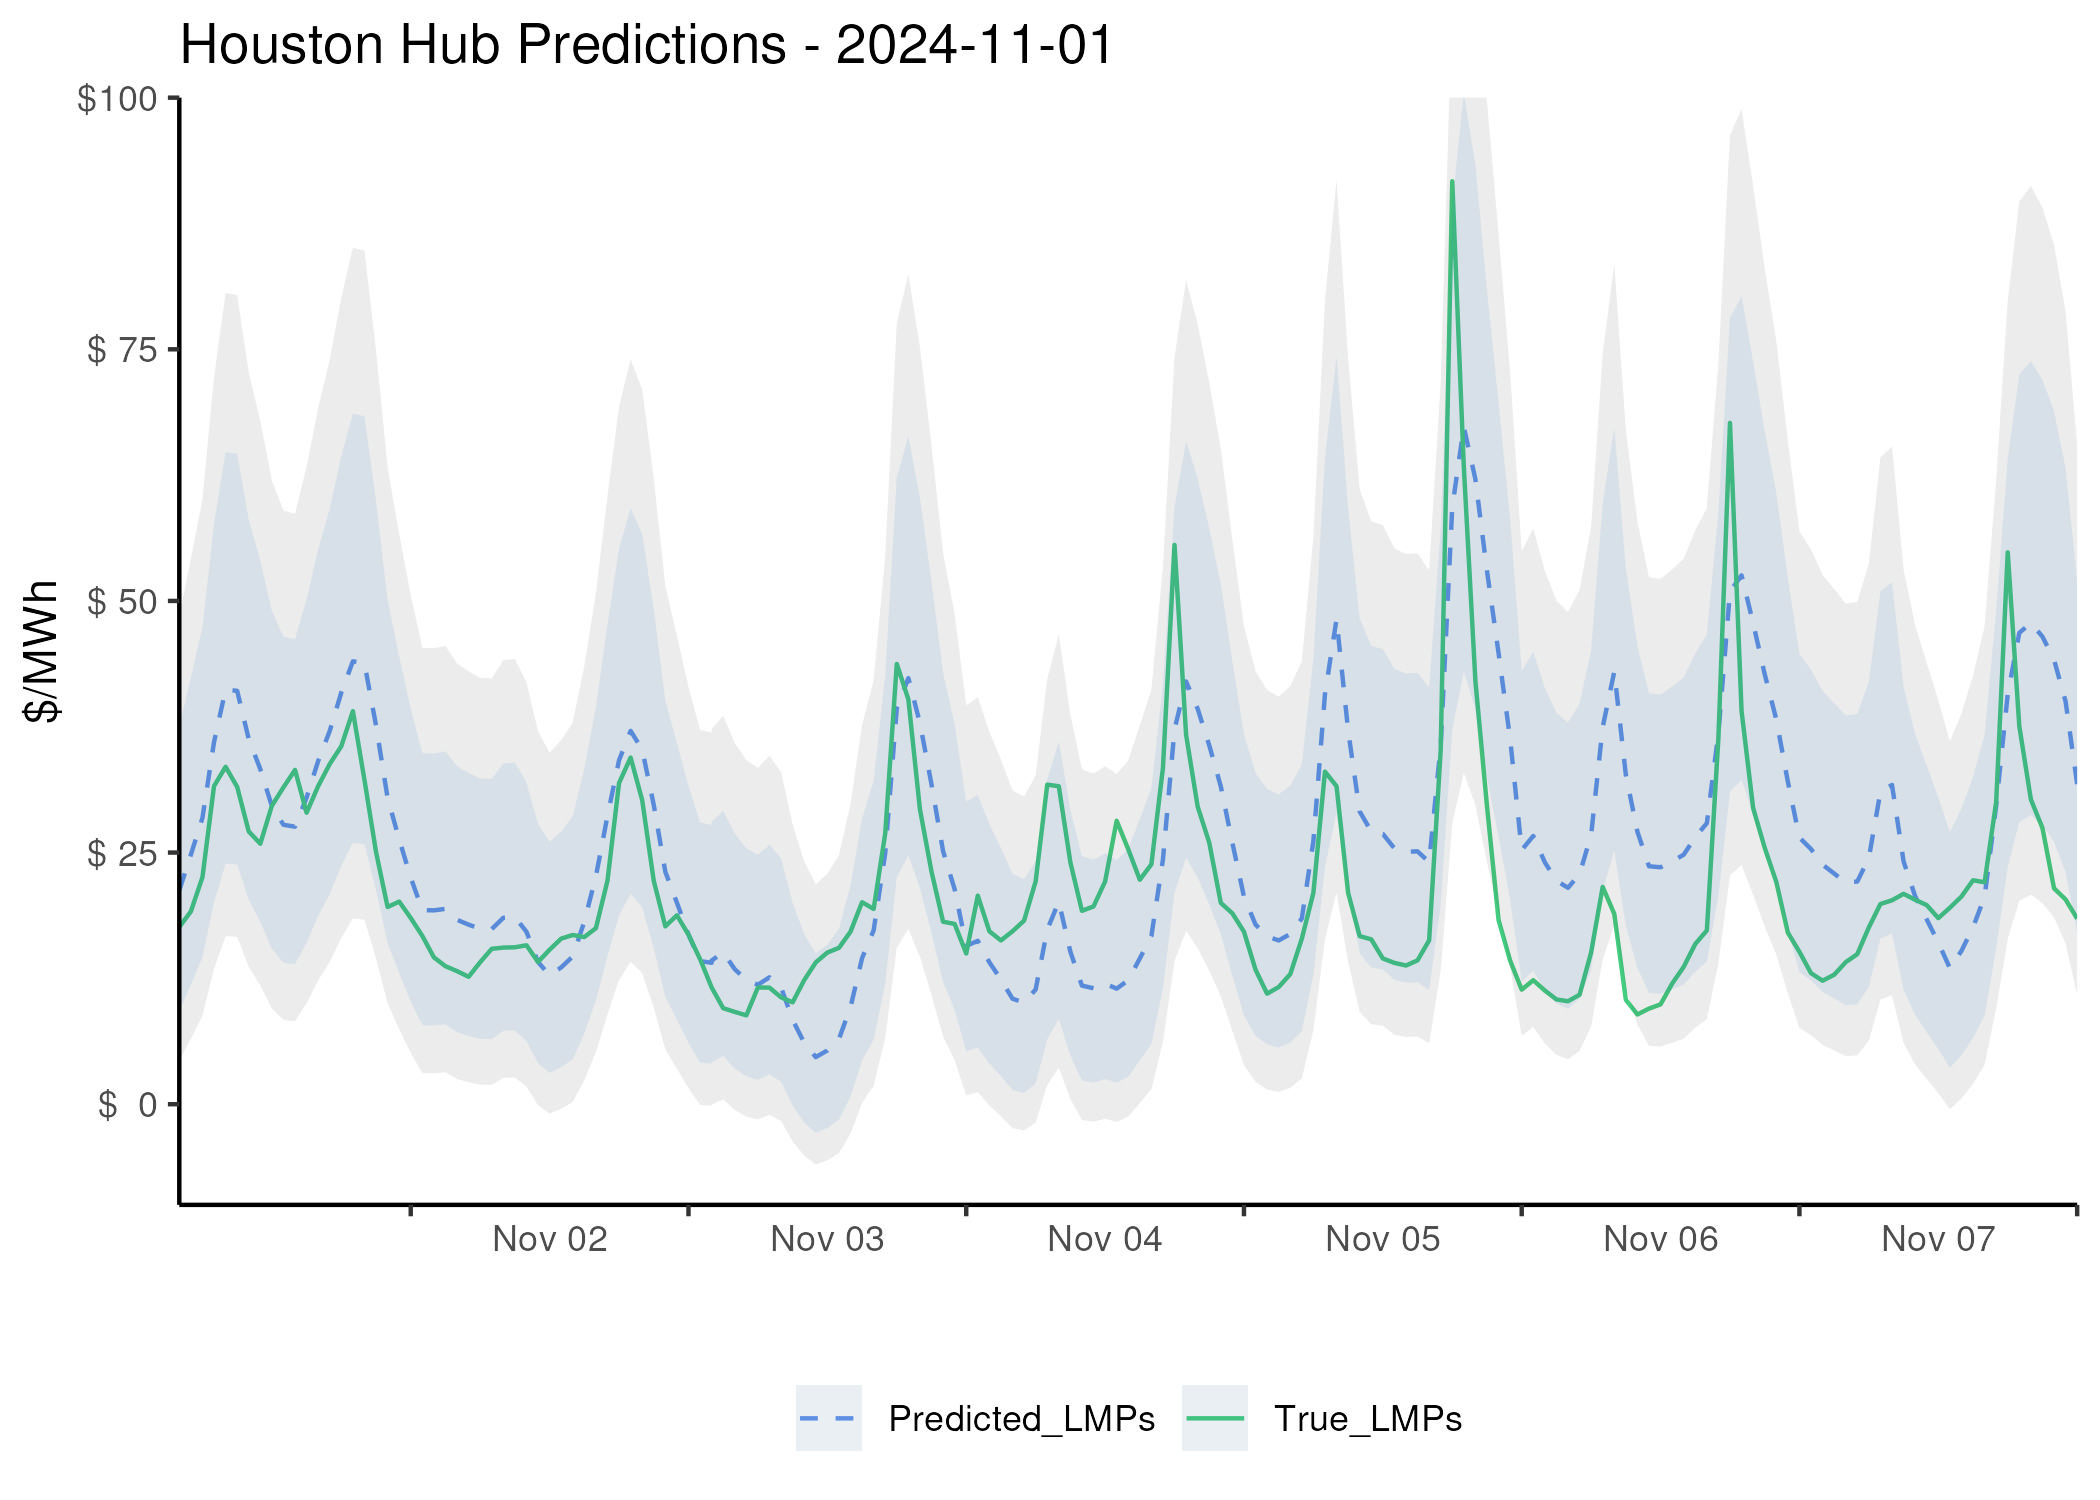 Houston Hub Predictions - 2024-11-01
$100
$ 75
$ 50
$ 25
$ 0
$/MWh
Nov 02 Nov 03 Nov 04 Nov 05 Nov 06 Nov 07
Predicted_LMPs True_LMPs